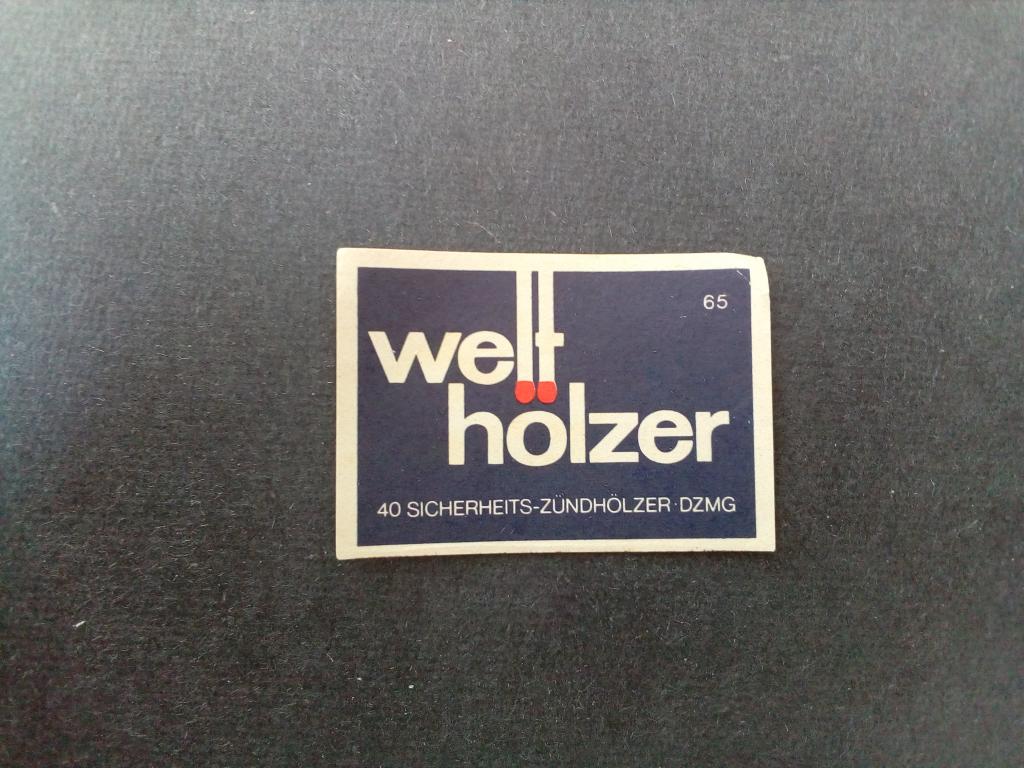 65
welt
hölzer
40 SICHERHEITS-ZÜNDHÖLZER·DZMG